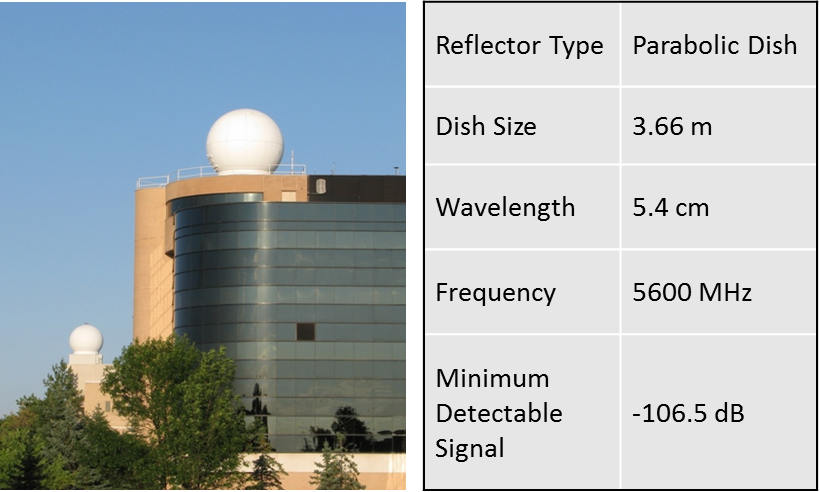 Reflector Type Parabolic Dish
Dish Size 3.66 m
Wavelength 5.4 cm
Frequency 5600 MHz
Minimum
Detectable
Signal
-106.5 dB